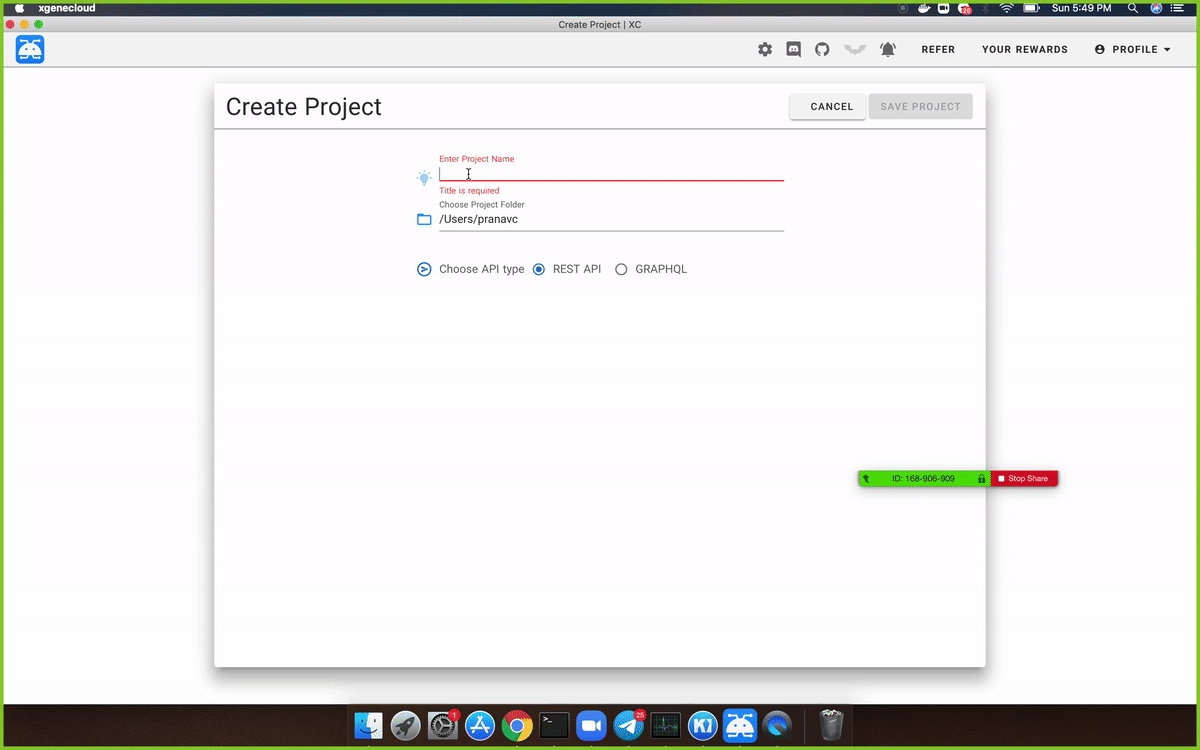 xgenecloud
Sun 5:49 PM
Create Project | XC
REFER
YOUR REWARDS
PROFILE
Create Project
CANCEL
SAVE PROJECT
Enter Project Name
Title is required
Choose Project Folder
/Users/pranavc
Choose API type
REST API
GRAPHQL
ID: 168-906-909
Stop Share
1
25
K1